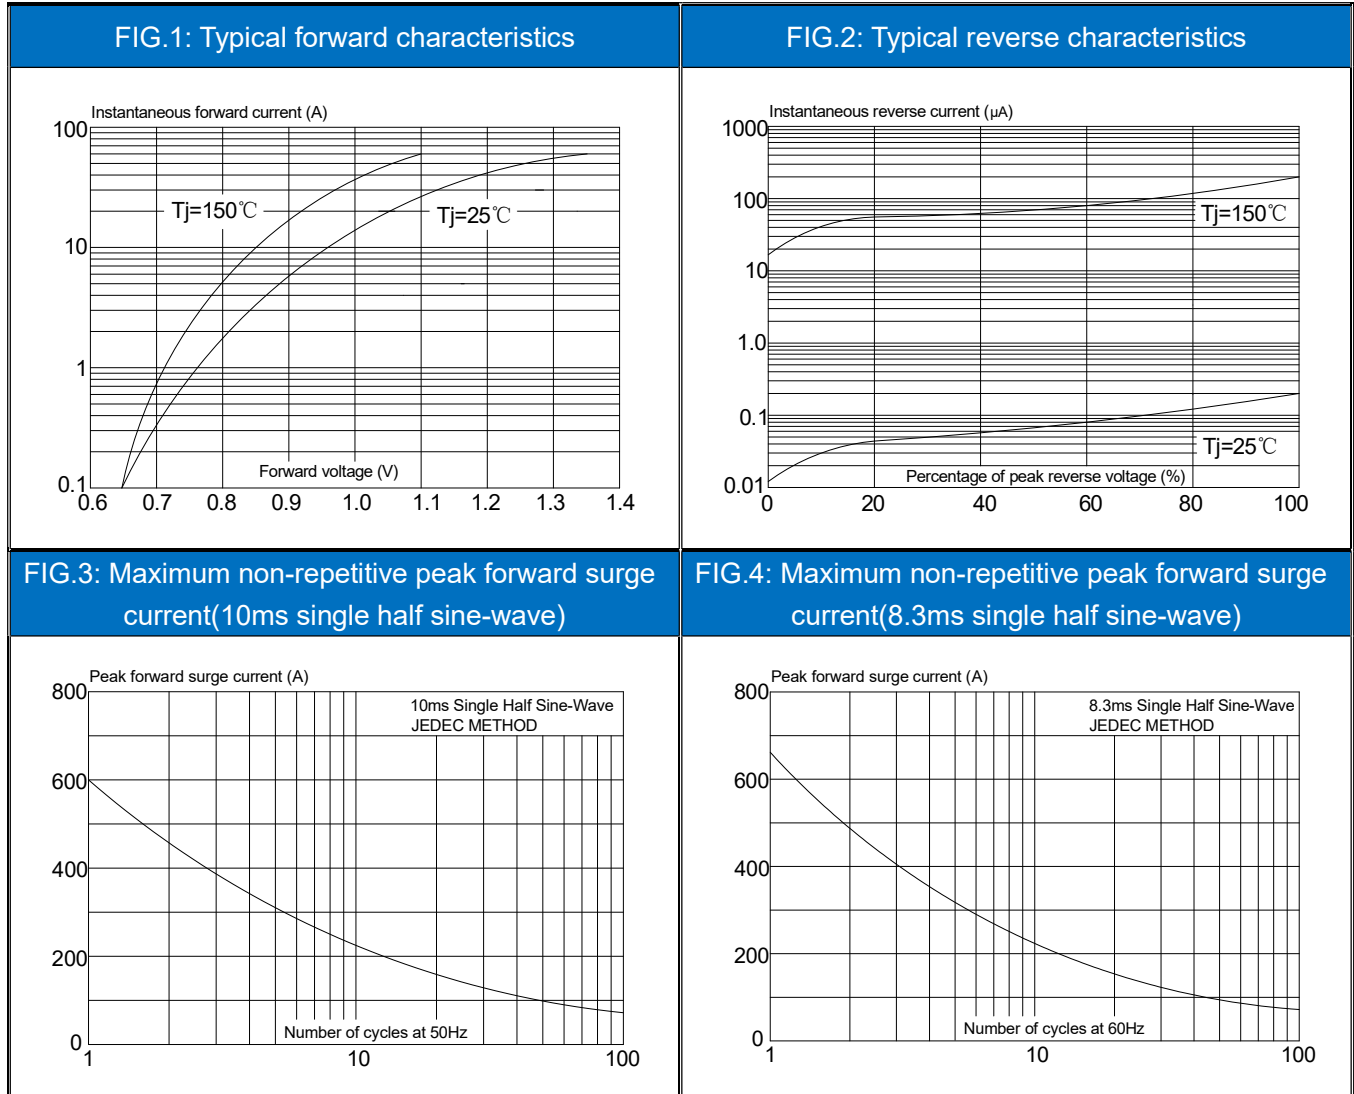 FIG.1: Typical forward characteristics
Instantaneous forward current (A)
100
10
1
0.1
Tj=150℃
Tj=25℃
Forward voltage (V)
0.6 0.7 0.8 0.9 1.0 1.1 1.2 1.3 1.4
FIG.2: Typical reverse characteristics
Instantaneous reverse current (μA)
1000
100
10
1.0
0.1
0.01
Tj=150℃
Tj=25℃
Percentage of peak reverse voltage (%)
0 20 40 60 80 100
FIG.3: Maximum non-repetitive peak forward surge
current(10ms single half sine-wave)
Peak forward surge current (A)
800
600
400
200
0
10ms Single Half Sine-Wave
JEDEC METHOD
Number of cycles at 50Hz
1 10 100
FIG.4: Maximum non-repetitive peak forward surge
current(8.3ms single half sine-wave)
Peak forward surge current (A)
800
600
400
200
0
8.3ms Single Half Sine-Wave
JEDEC METHOD
Number of cycles at 60Hz
1 10 100